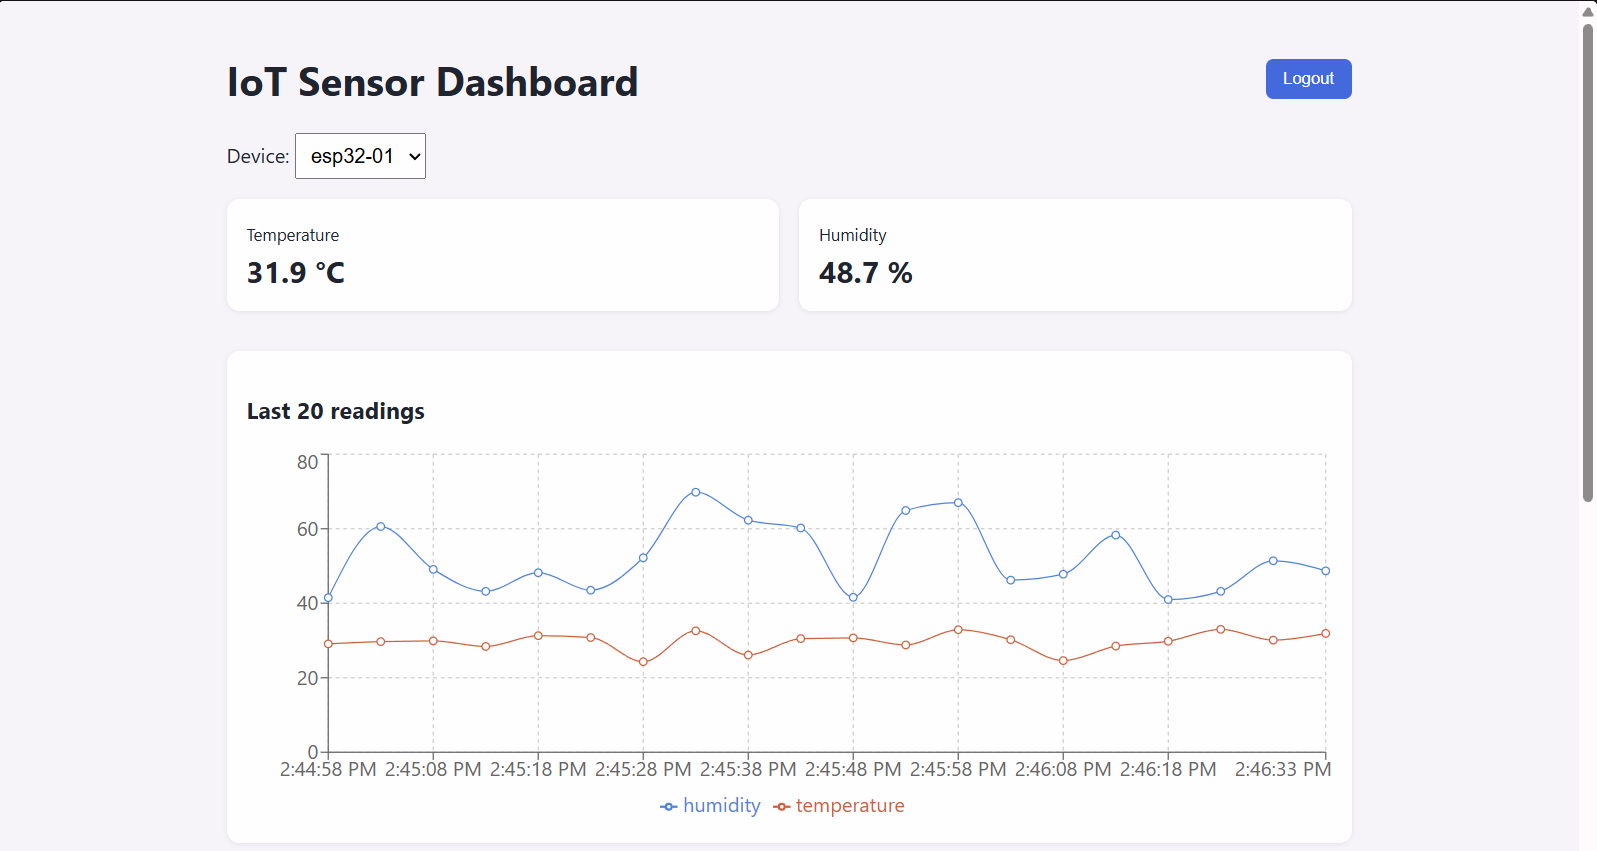 IoT Sensor Dashboard
Logout
Device: esp32-01
Temperature
31.9 °C
Humidity
48.7 %
Last 20 readings
80
60
40
20
0
2:44:58 PM 2:45:08 PM 2:45:18 PM 2:45:28 PM 2:45:38 PM 2:45:48 PM 2:45:58 PM 2:46:08 PM 2:46:18 PM 2:46:33 PM
humidity temperature